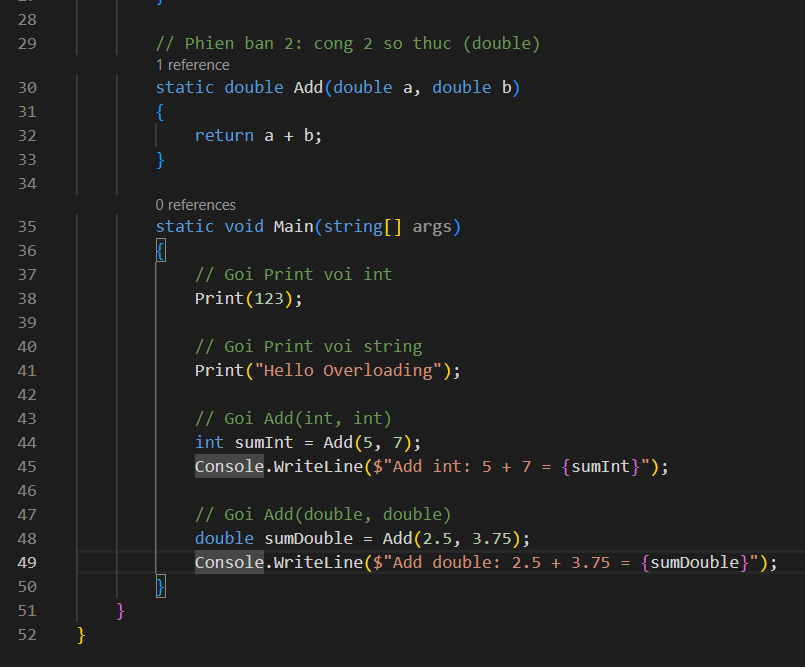 28
29 // Phien ban 2: cong 2 so thuc (double)
1 reference
30 static double Add(double a, double b)
31 {
32 return a + b;
33 }
34
0 references
35 static void Main(string[] args)
36 {
37 // Goi Print voi int
38 Print(123);
39
40 // Goi Print voi string
41 Print("Hello Overloading");
42
43 // Goi Add(int, int)
44 int sumInt = Add(5, 7);
45 Console.WriteLine($"Add int: 5 + 7 = {sumInt}");
46
47 // Goi Add(double, double)
48 double sumDouble = Add(2.5, 3.75);
49 Console.WriteLine($"Add double: 2.5 + 3.75 = {sumDouble}");
50 }
51 }
52 }